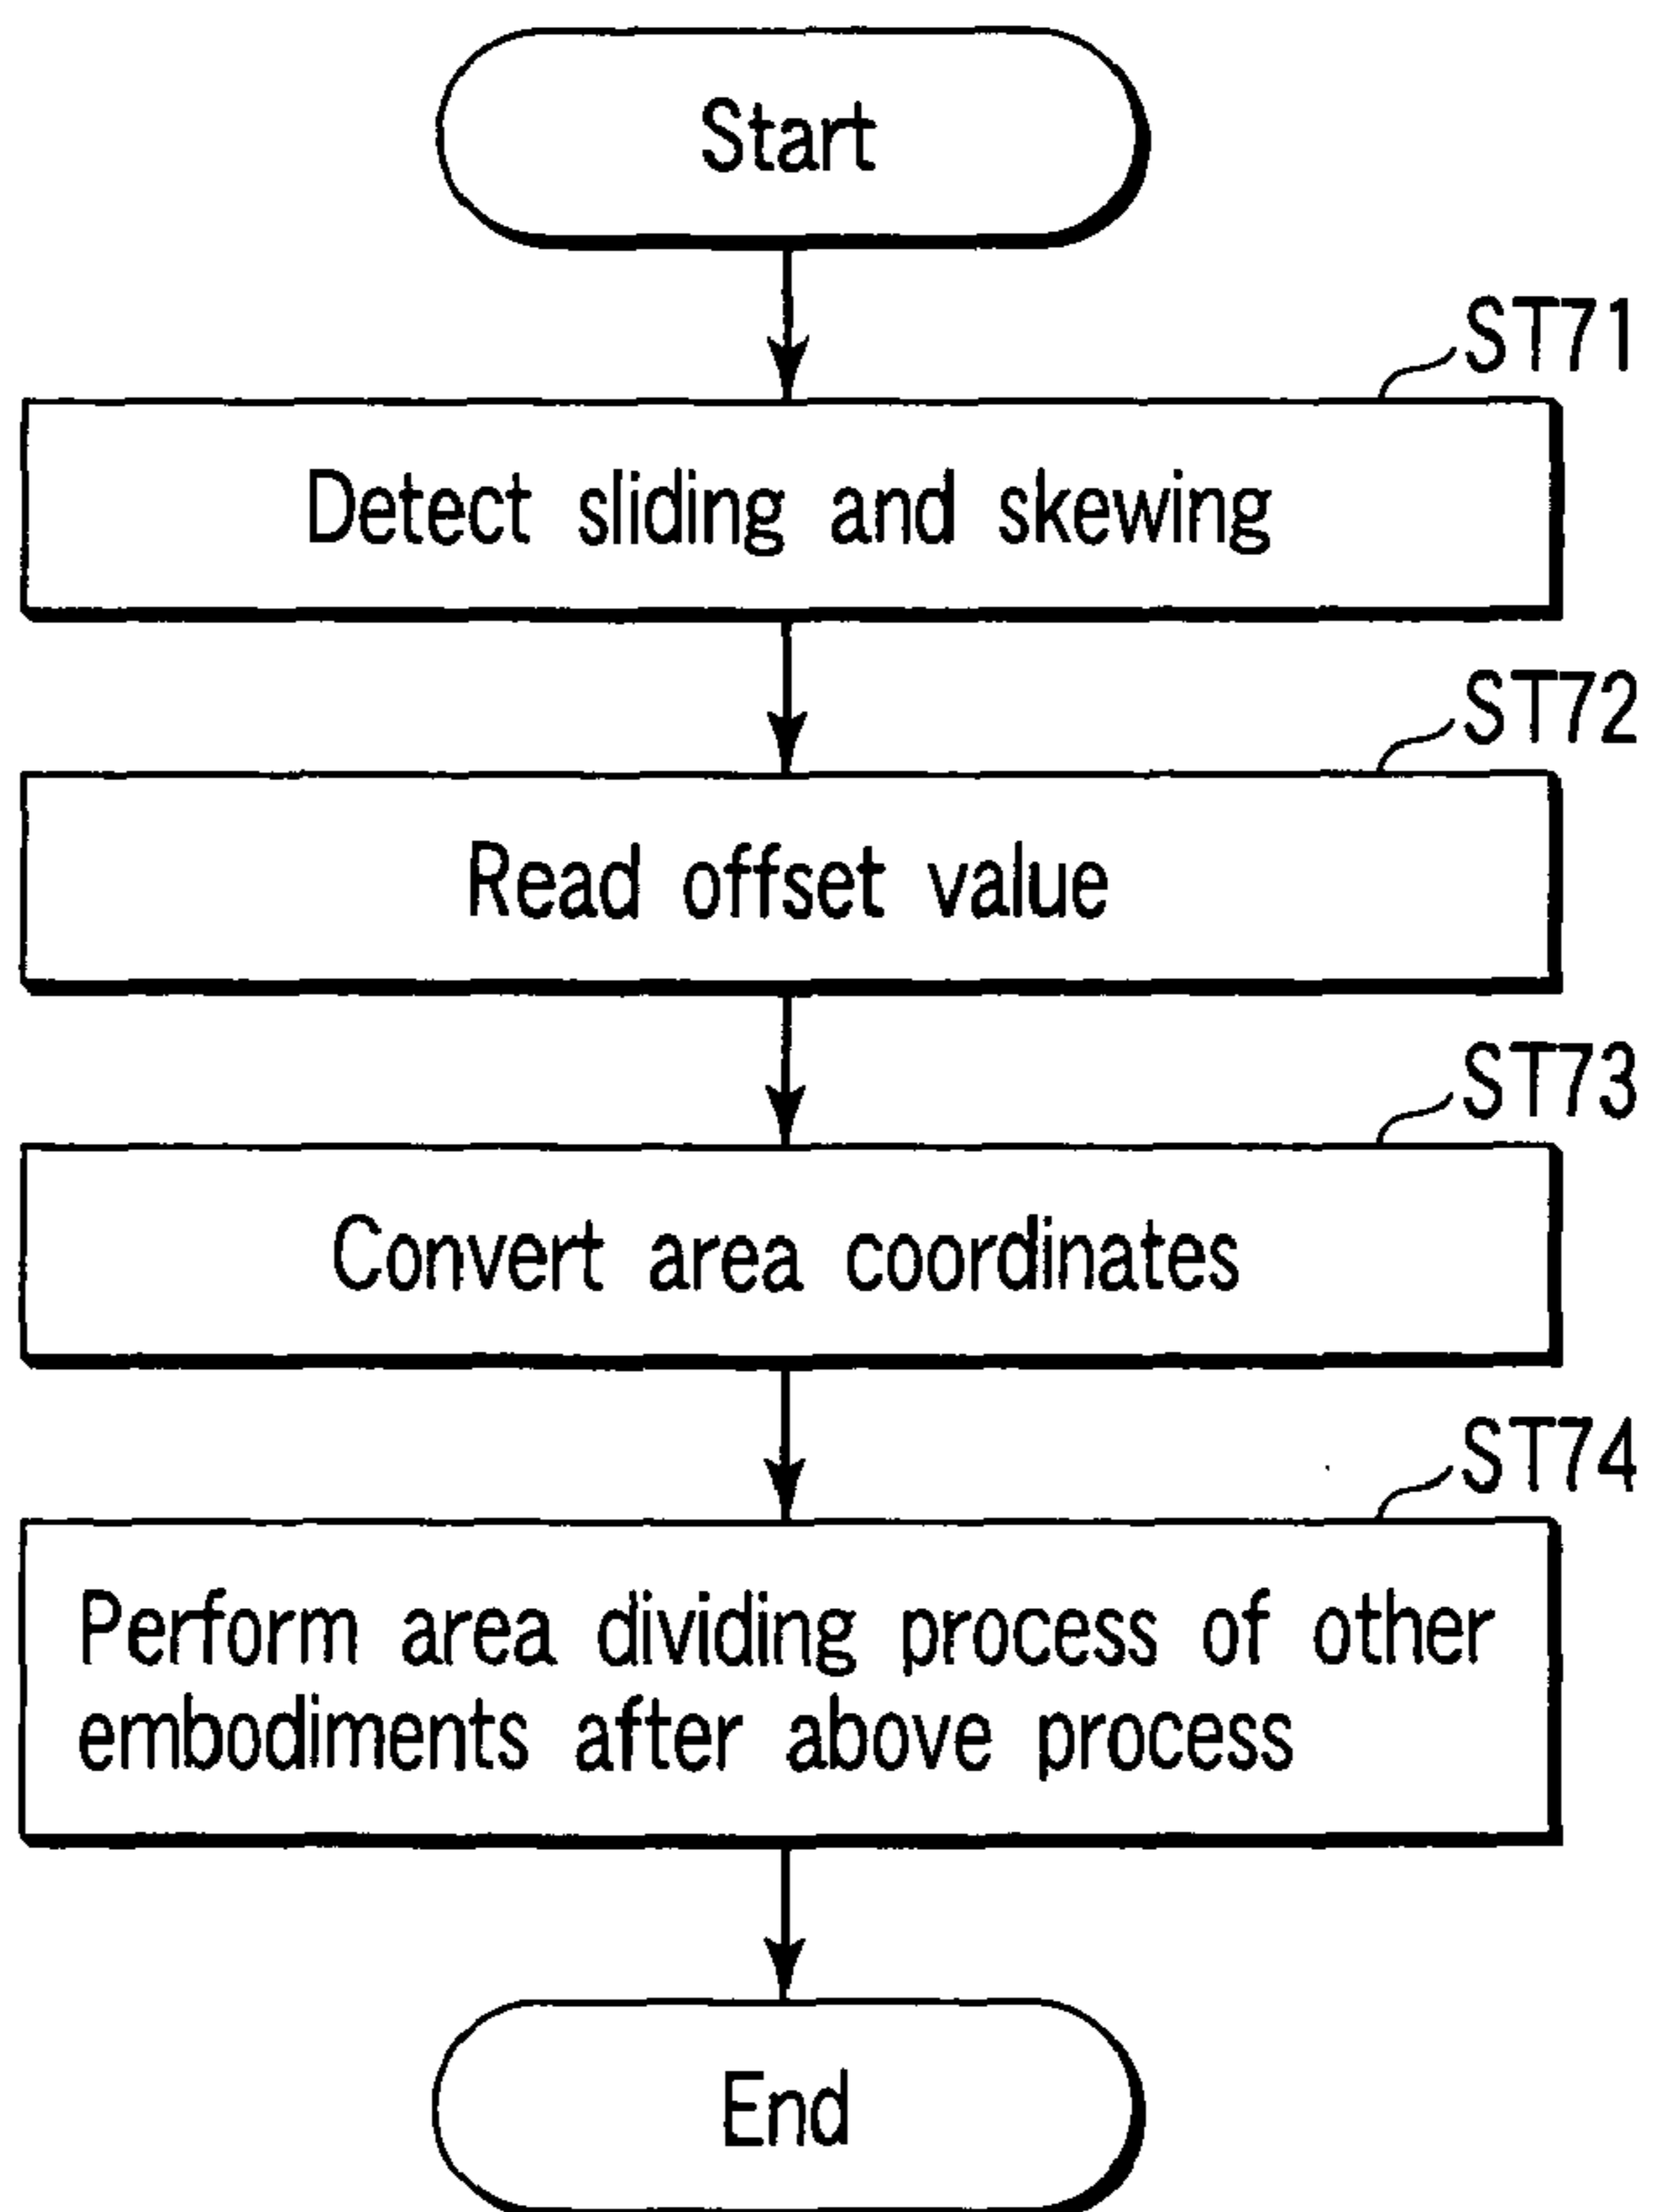 Start
ST71
Detect sliding and skewing
ST72
Read offset value
ST73
Convert area coordinates
ST74
Perform area dividing process of other
embodiments after above process
End